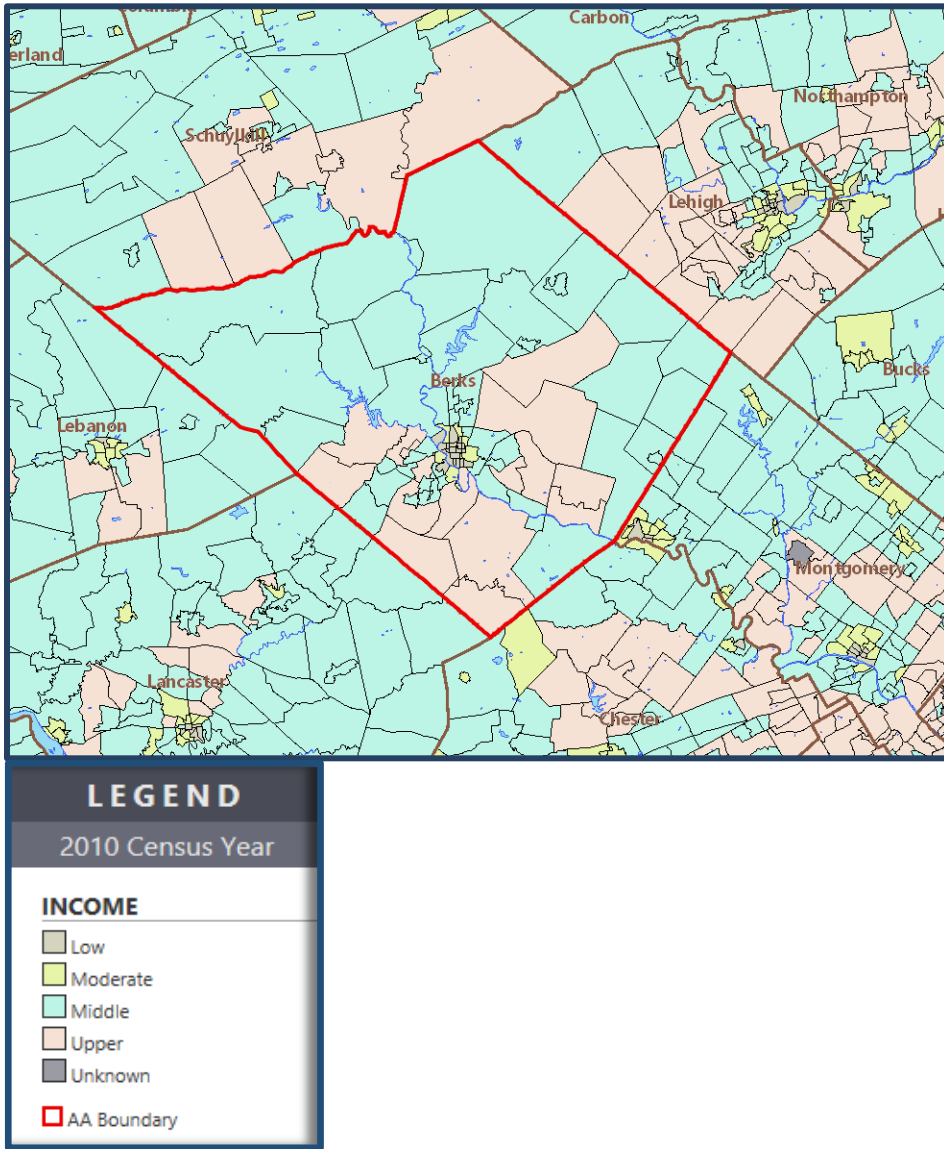 Carbon
erland
Northampton
Schuylkill
Lehigh
Bucks
Berks
Lebanon
Montgomery
Lancaster
Chester
LEGEND
2010 Census Year
INCOME
Low
Moderate
Middle
Upper
Unknown
AA Boundary